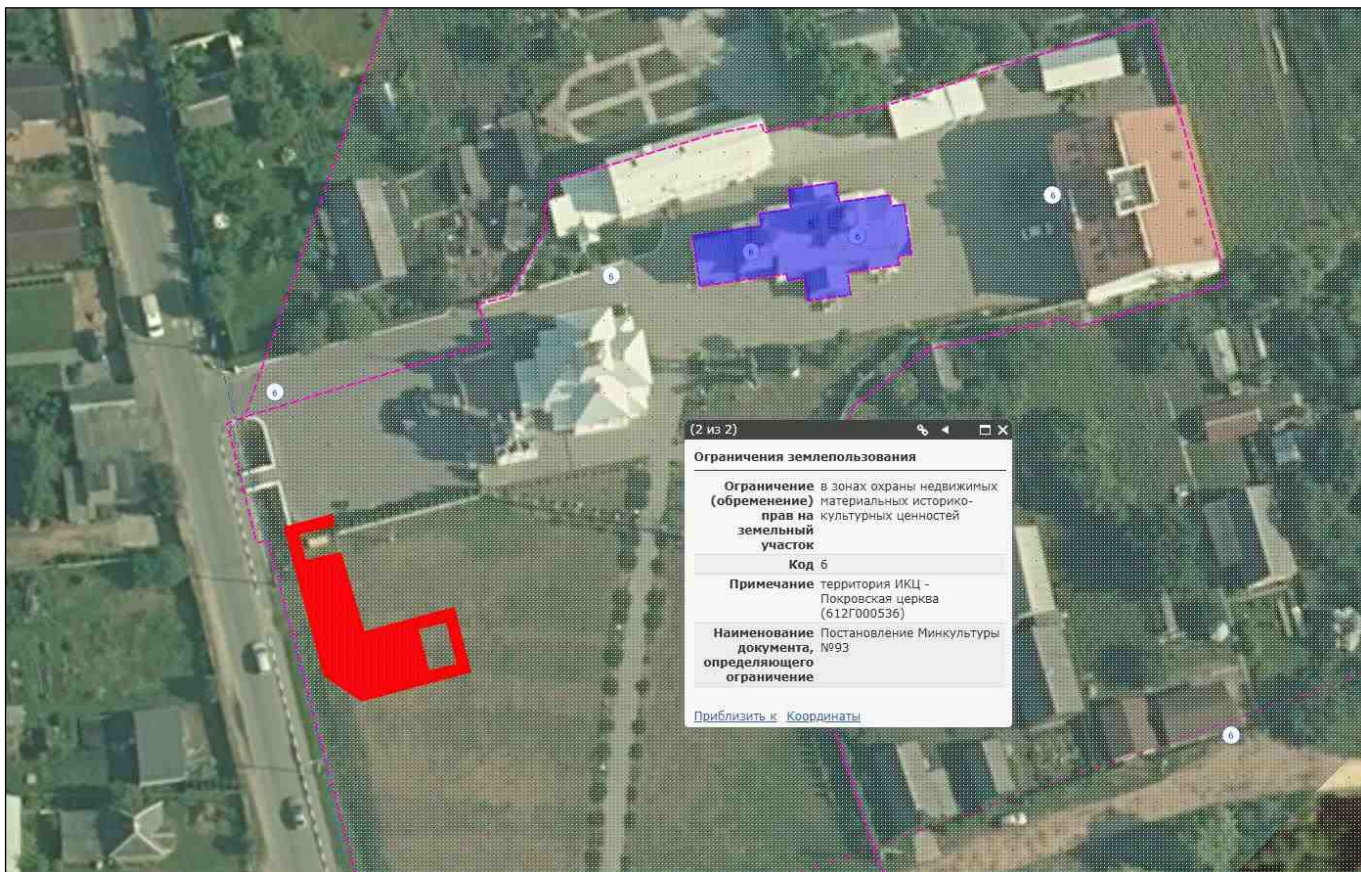 6
6
6
6
6
(2 из 2)
Ограничения землепользования
Ограничение в зонах охраны недвижимых
(обременение) материальных историко-
прав на культурных ценностей
земельный
участок
Код 6
Примечание территория ИКЦ -
Покровская церква
(612Г000536)
Наименование Постановление Минкультуры
документа, №93
определяющего
ограничение
Приблизить к Координаты
6